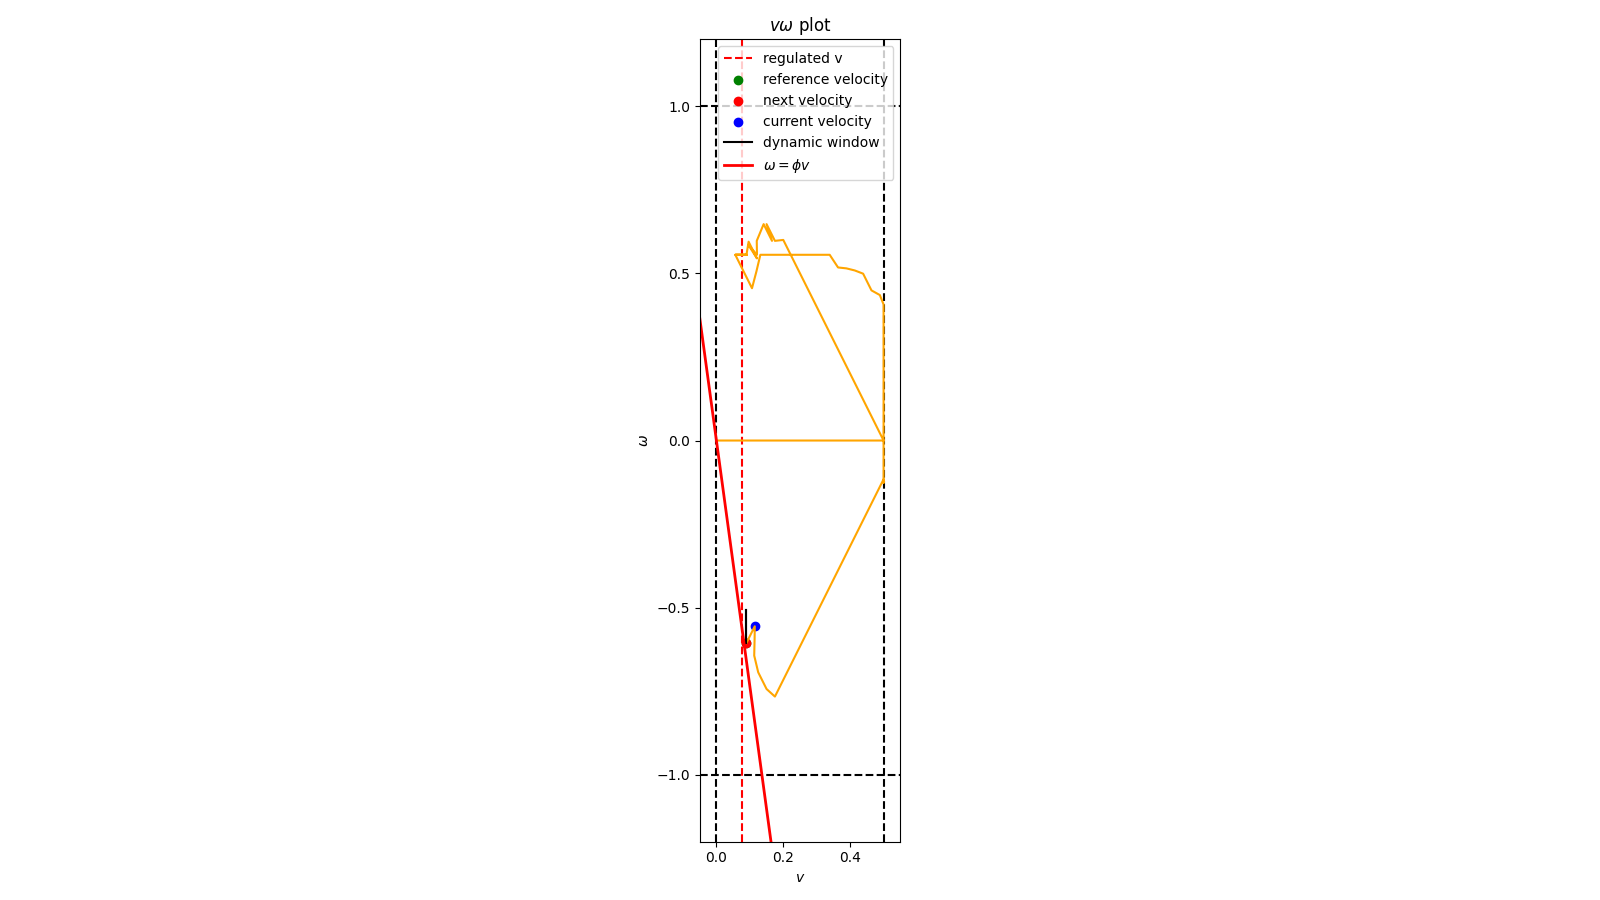 vω plot
regulated v
reference velocity
next velocity
current velocity
dynamic window
ω = ϕv
1.0
0.5
0.0
−0.5
−1.0
ω
0.0 0.2 0.4
v